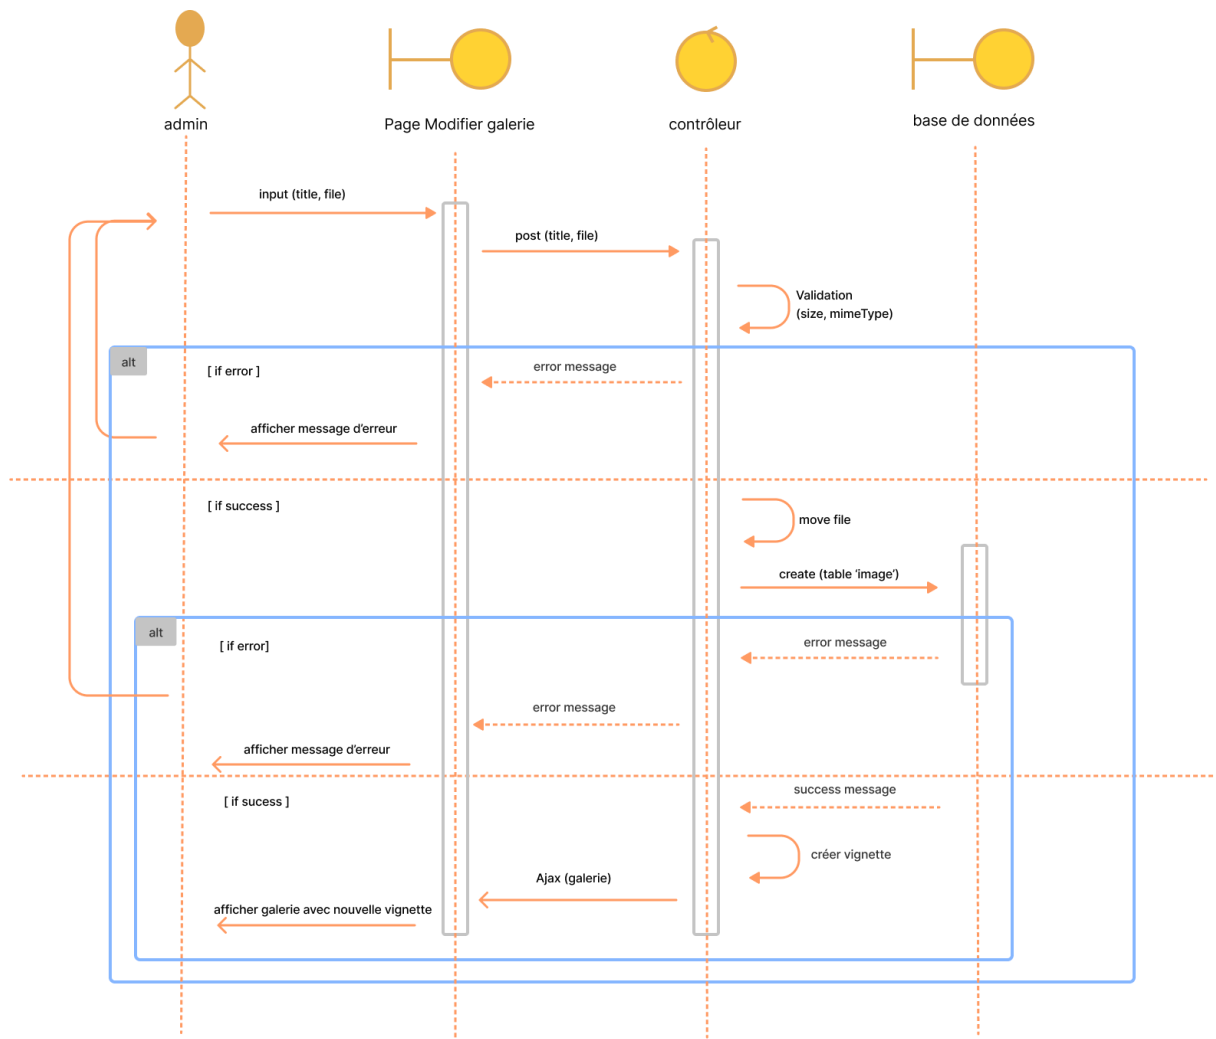 admin
Page Modifier galerie
contrôleur
base de données
input (title, file)
post (title, file)
Validation
(size, mimeType)
alt
[ if error ]
error message
afficher message d'erreur
[ if success ]
move file
create (table ‘image’)
alt
[ if error]
error message
error message
afficher message d'erreur
success message
[ if sucess ]
créer vignette
Ajax (galerie)
afficher galerie avec nouvelle vignette